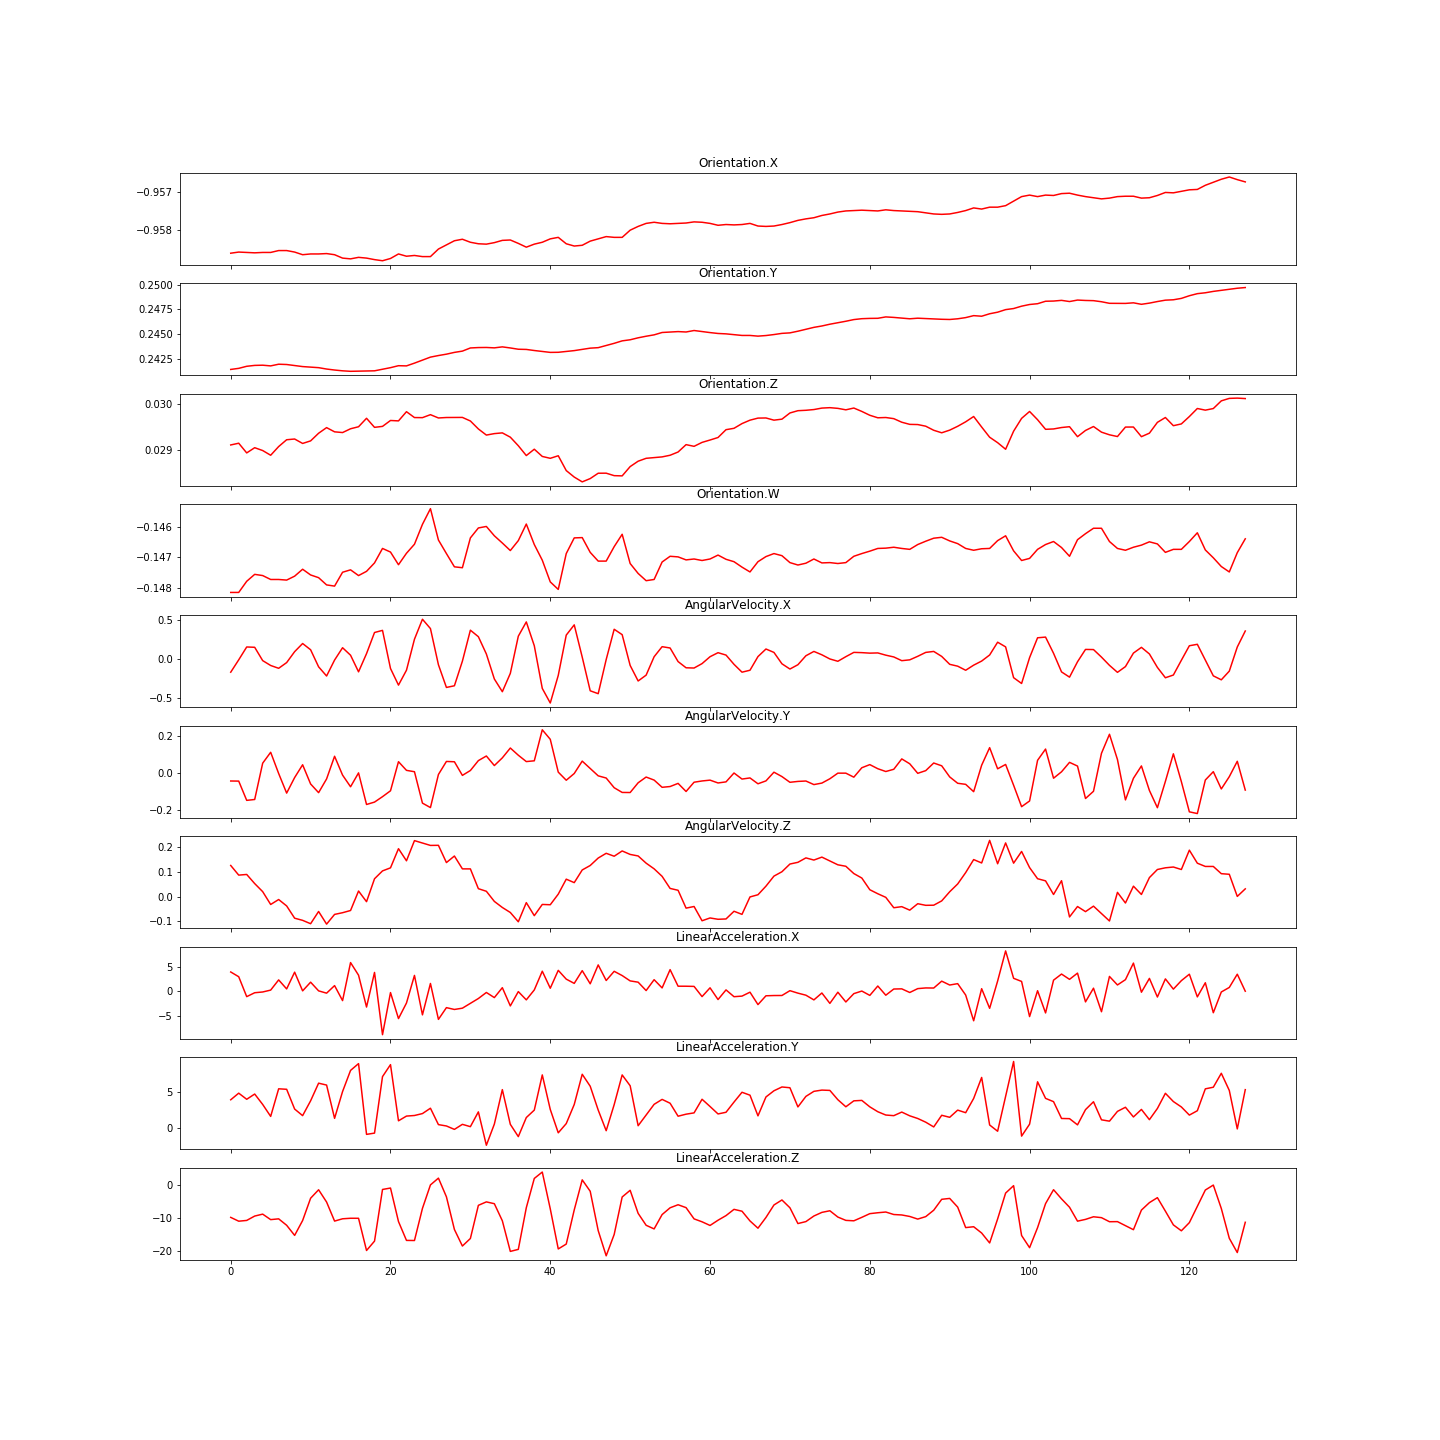 Orientation.X
−0.957
−0.958
Orientation.Y
0.2500
0.2475
0.2450
0.2425
Orientation.Z
0.030
0.029
Orientation.W
−0.146
−0.147
−0.148
AngularVelocity.X
0.5
0.0
−0.5
AngularVelocity.Y
0.2
0.0
−0.2
AngularVelocity.Z
0.2
0.1
0.0
−0.1
LinearAcceleration.X
5
0
−5
LinearAcceleration.Y
5
0
LinearAcceleration.Z
0
−10
−20
0 20 40 60 80 100 120